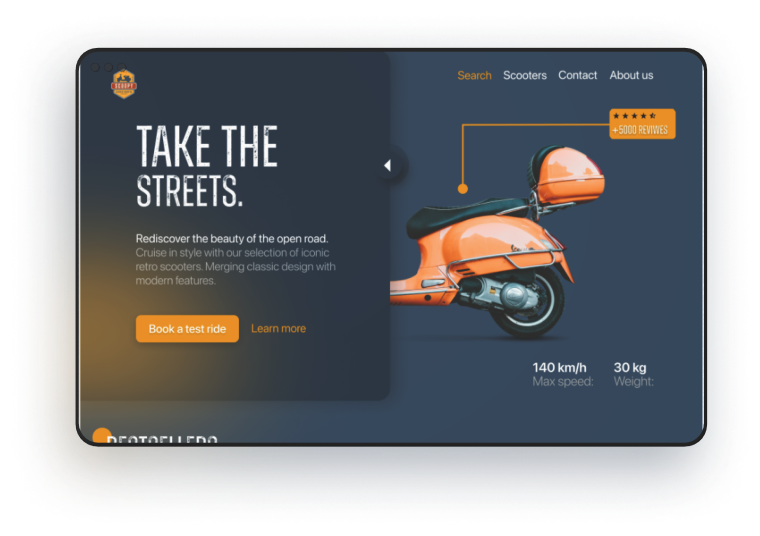 SCOOPY
Search Scooters Contact About us
+5000 REVIWES
TAKE THE
STREETS.
Rediscover the beauty of the open road.
Cruise in style with our selection of iconic
retro scooters. Merging classic design with
modern features.
Book a test ride Learn more
140 km/h 30 kg
Max speed: Weight:
BESTSELLERS